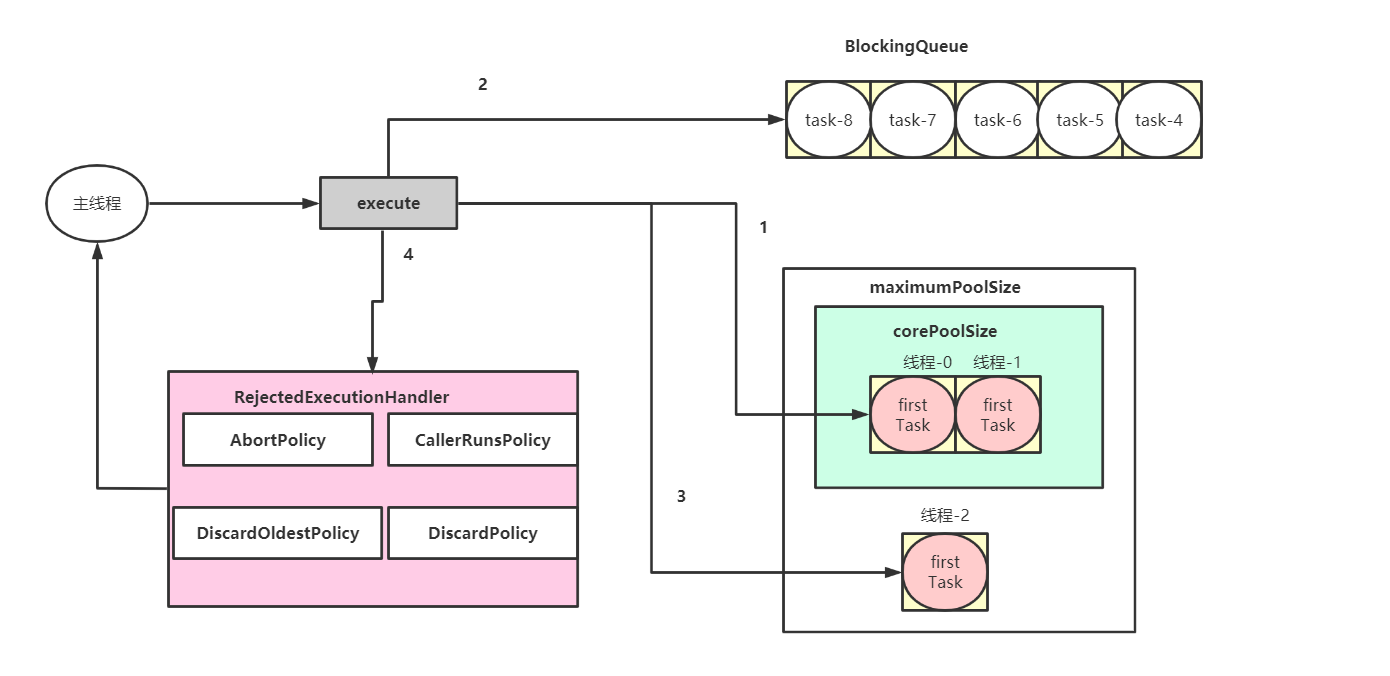 BlockingQueue
2
task-8
task-7
task-6
task-5
task-4
主线程
execute
1
4
maximumPoolSize
corePoolSize
线程-0
线程-1
first
Task
first
Task
RejectedExecutionHandler
AbortPolicy
CallerRunsPolicy
3
线程-2
DiscardOldestPolicy
DiscardPolicy
first
Task